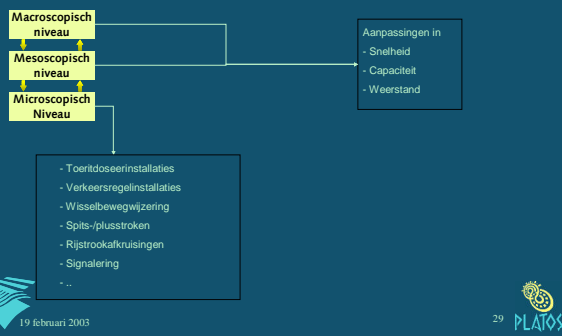 Macroscopisch
niveau
Mesoscopisch
niveau
Microscopisch
Niveau
Aanpassingen in
- Snelheid
- Capaciteit
- Weerstand
- Toeritdoseerinstallaties
- Verkeersregelinstallaties
- Wisselbewegwijzering
- Spits-/plusstroken
- Rijstrookafkruisingen
- Signalering
- ..
19 februari 2003
29
PLATOS